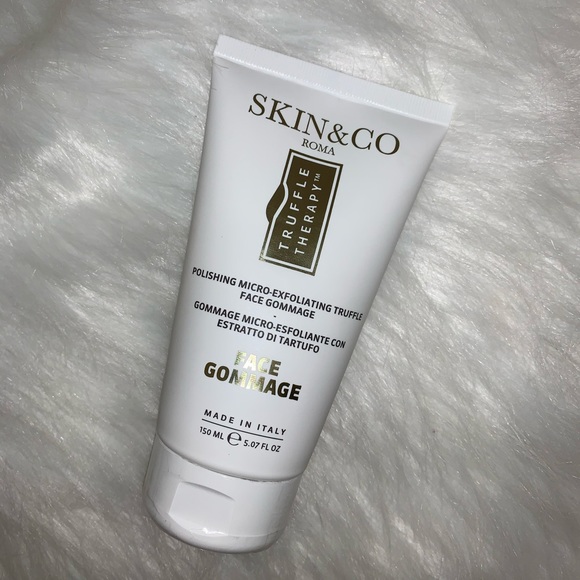 SKIN&CO
ROMA
TRUFFLE
THERAPY™
POLISHING MICRO-EXFOLIATING TRUFFLE
FACE GOMMAGE
-
GOMMAGE MICRO-ESFOLIANTE CON
ESTRATTO DI TARTUFO
FACE
GOMMAGE
MADE IN ITALY
150 ML ℮ 5.07 FL OZ